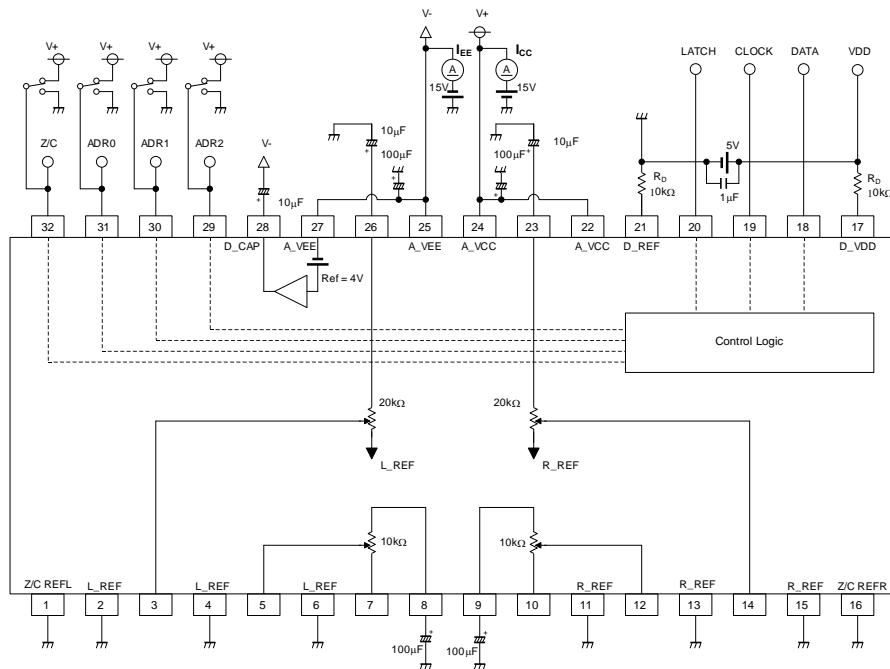 V-
V+
V+ V+ V+ V+
IEE
ICC
A
A
15V
15V
LATCH CLOCK DATA VDD
Z/C ADR0 ADR1 ADR2
V-
10μF
10μF
100μF
10μF
100μF
5V
1μF
RD
10kΩ
RD
10kΩ
32 31 30 29 28 27 26 25 24 23 22 21 20 19 18 17
D_CAP A_VEE A_VEE A_VCC A_VCC D_REF D_VDD
Ref = 4V
Control Logic
20kΩ
20kΩ
L_REF
R_REF
10kΩ
10kΩ
Z/C REFL L_REF L_REF L_REF R_REF R_REF R_REF Z/C REFR
1 2 3 4 5 6 7 8 9 10 11 12 13 14 15 16
100μF
100μF